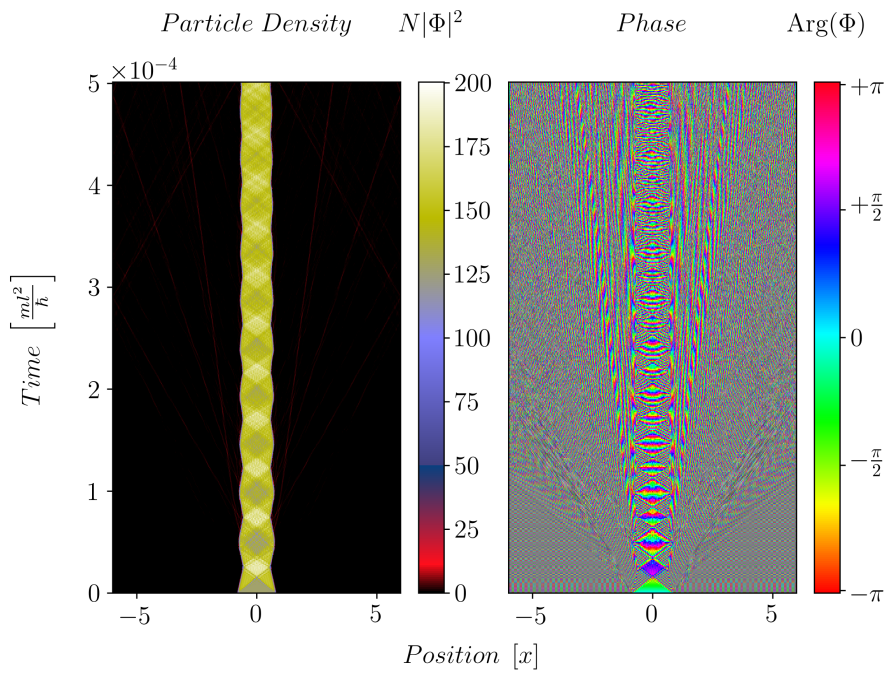 Particle Density N|Φ|² Phase Arg(Φ)
×10⁻⁴
5
4
3
2
1
0
Time [ml²/ħ]
−5 0 5
200
175
150
125
100
75
50
25
0
−5 0 5
+π
+π/2
0
−π/2
−π
Position [x]